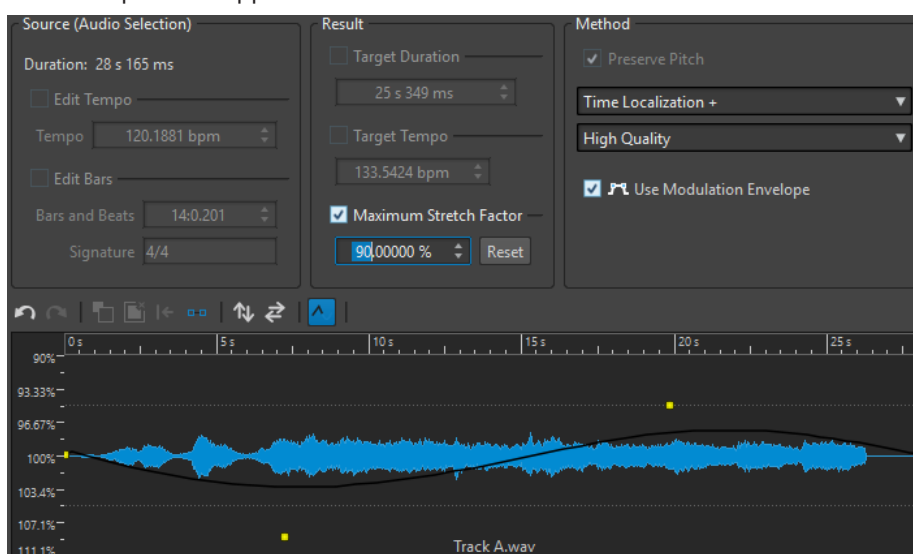 Source (Audio Selection)
Duration: 28 s 165 ms
Edit Tempo
Tempo 120.1881 bpm
Edit Bars
Bars and Beats 14:0.201
Signature 4/4
Result
Target Duration
25 s 349 ms
Target Tempo
133.5424 bpm
Maximum Stretch Factor
90.00000 % Reset
Method
Preserve Pitch
Time Localization +
High Quality
Use Modulation Envelope
0 s 5 s 10 s 15 s 20 s 25 s
90%
93.33%
96.67%
100%
103.4%
107.1%
111.1%
Track A.wav